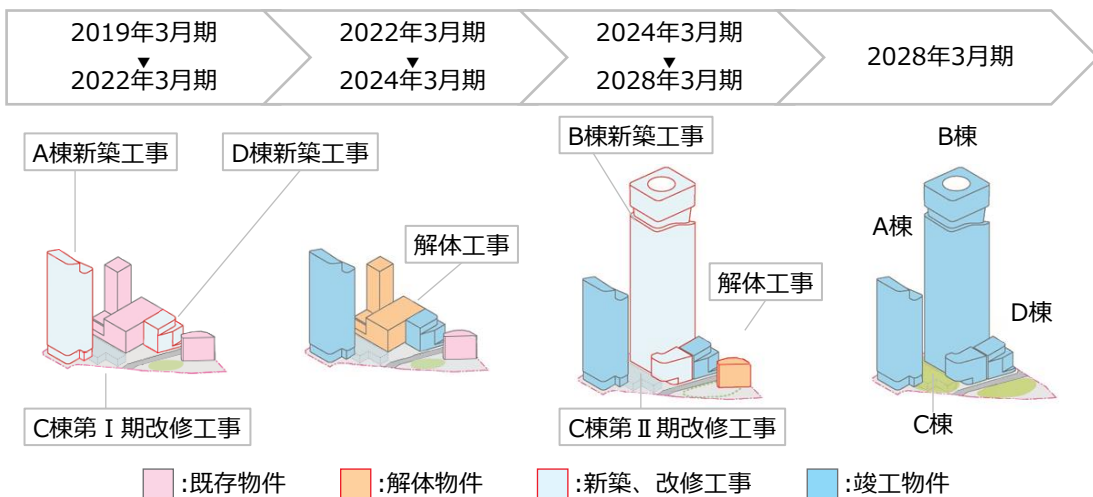 2019年3月期
▼
2022年3月期
2022年3月期
▼
2024年3月期
2024年3月期
▼
2028年3月期
2028年3月期
A棟新築工事
D棟新築工事
C棟第Ⅰ期改修工事
解体工事
B棟新築工事
解体工事
C棟第Ⅱ期改修工事
B棟
A棟
D棟
C棟
:既存物件
:解体物件
:新築、改修工事
:竣工物件